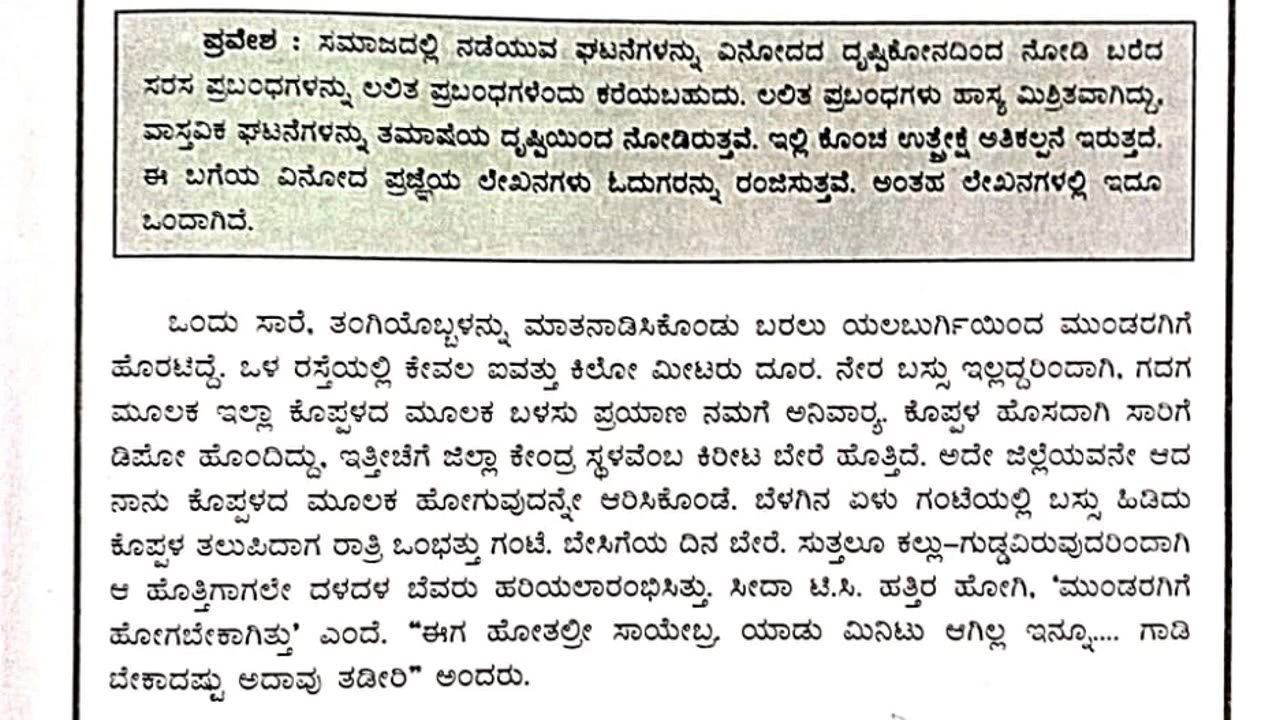 ಪ್ರವೇಶ : ಸಮಾಜದಲ್ಲಿ ನಡೆಯುವ ಘಟನೆಗಳನ್ನು ವಿನೋದದ ದೃಷ್ಟಿಕೋನದಿಂದ ನೋಡಿ ಬರೆದ
ಸರಸ ಪ್ರಬಂಧಗಳನ್ನು ಲಲಿತ ಪ್ರಬಂಧಗಳೆಂದು ಕರೆಯಬಹುದು. ಲಲಿತ ಪ್ರಬಂಧಗಳು ಹಾಸ್ಯ ಮಿಶ್ರಿತವಾಗಿದ್ದು,
ವಾಸ್ತವಿಕ ಘಟನೆಗಳನ್ನು ತಮಾಷೆಯ ದೃಷ್ಟಿಯಿಂದ ನೋಡಿರುತ್ತವೆ. ಇಲ್ಲಿ ಕೊಂಚ ಉತ್ಪ್ರೇಕ್ಷೆ ಅತಿಕಲ್ಪನೆ ಇರುತ್ತದೆ.
ಈ ಬಗೆಯ ವಿನೋದ ಪ್ರಜ್ಞೆಯ ಲೇಖನಗಳು ಓದುಗರನ್ನು ರಂಜಿಸುತ್ತವೆ. ಅಂತಹ ಲೇಖನಗಳಲ್ಲಿ ಇದೂ
ಒಂದಾಗಿದೆ.
ಒಂದು ಸಾರೆ, ತಂಗಿಯೊಬ್ಬಳನ್ನು ಮಾತನಾಡಿಸಿಕೊಂಡು ಬರಲು ಯಲಬುರ್ಗಿಯಿಂದ ಮುಂಡರಗಿಗೆ
ಹೊರಟಿದ್ದೆ. ಒಳ ರಸ್ತೆಯಲ್ಲಿ ಕೇವಲ ಐವತ್ತು ಕಿಲೋ ಮೀಟರು ದೂರ. ನೇರ ಬಸ್ಸು ಇಲ್ಲದ್ದರಿಂದಾಗಿ, ಗದಗ
ಮೂಲಕ ಇಲ್ಲಾ ಕೊಪ್ಪಳದ ಮೂಲಕ ಬಳಸು ಪ್ರಯಾಣ ನಮಗೆ ಅನಿವಾರ್‍ಯ. ಕೊಪ್ಪಳ ಹೊಸದಾಗಿ ಸಾರಿಗೆ
ಡಿಪೋ ಹೊಂದಿದ್ದು, ಇತ್ತೀಚೆಗೆ ಜಿಲ್ಲಾ ಕೇಂದ್ರ ಸ್ಥಳವೆಂಬ ಕಿರೀಟ ಬೇರೆ ಹೊತ್ತಿದೆ. ಅದೇ ಜಿಲ್ಲೆಯವನೇ ಆದ
ನಾನು ಕೊಪ್ಪಳದ ಮೂಲಕ ಹೋಗುವುದನ್ನೇ ಆರಿಸಿಕೊಂಡೆ. ಬೆಳಗಿನ ಏಳು ಗಂಟೆಯಲ್ಲಿ ಬಸ್ಸು ಹಿಡಿದು
ಕೊಪ್ಪಳ ತಲುಪಿದಾಗ ರಾತ್ರಿ ಒಂಭತ್ತು ಗಂಟೆ. ಬೇಸಿಗೆಯ ದಿನ ಬೇರೆ. ಸುತ್ತಲೂ ಕಲ್ಲು–ಗುಡ್ಡವಿರುವುದರಿಂದಾಗಿ
ಆ ಹೊತ್ತಿಗಾಗಲೇ ದಳದಳ ಬೆವರು ಹರಿಯಲಾರಂಭಿಸಿತ್ತು. ಸೀದಾ ಟಿ.ಸಿ. ಹತ್ತಿರ ಹೋಗಿ, ‘ಮುಂಡರಗಿಗೆ
ಹೋಗಬೇಕಾಗಿತ್ತು’ ಎಂದೆ. “ಈಗ ಹೋತಲ್ರೀ ಸಾಯೇಬ್ರ, ಯಾಡು ಮಿನಿಟು ಆಗಿಲ್ಲ ಇನ್ನೂ.... ಗಾಡಿ
ಬೇಕಾದಷ್ಟು ಅದಾವು ತಡೀರಿ” ಅಂದರು.